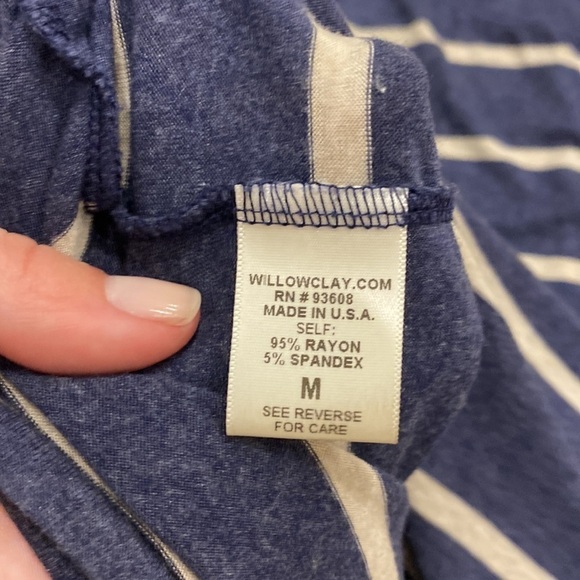 WILLOWCLAY.COM
RN # 93608
MADE IN U.S.A.
SELF:
95% RAYON
5% SPANDEX
M
SEE REVERSE
FOR CARE